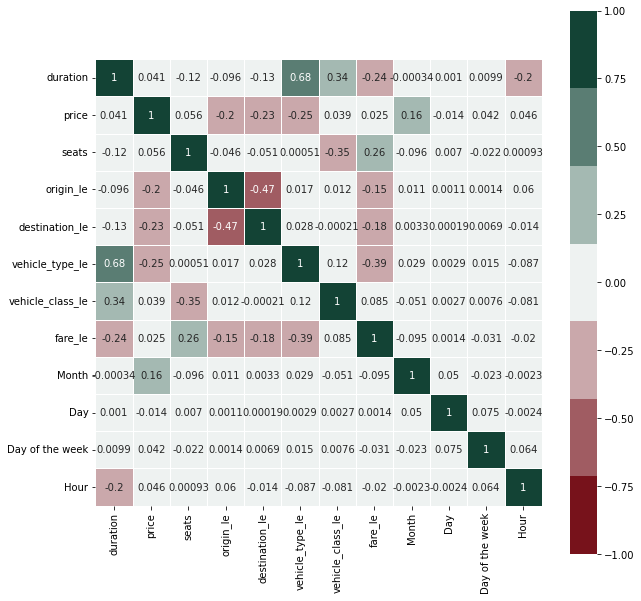 1.00
duration 1 0.041 -0.12 -0.096 -0.13 0.68 0.34 -0.24 -0.00034 0.001 0.0099 -0.2
0.75
price 0.041 1 0.056 -0.2 -0.23 -0.25 0.039 0.025 0.16 -0.014 0.042 0.046
seats -0.12 0.056 1 -0.046 -0.051 0.00051 -0.35 0.26 -0.096 0.007 -0.022 0.00093
0.50
origin_le -0.096 -0.2 -0.046 1 -0.47 0.017 0.012 -0.15 0.011 0.0011 0.0014 0.06
0.25
destination_le -0.13 -0.23 -0.051 -0.47 1 0.028 -0.00021 -0.18 0.0033 0.00019 0.0069 -0.014
vehicle_type_le 0.68 -0.25 0.00051 0.017 0.028 1 0.12 -0.39 0.029 0.0029 0.015 -0.087
0.00
vehicle_class_le 0.34 0.039 -0.35 0.012 -0.00021 0.12 1 0.085 -0.051 0.0027 0.0076 -0.081
fare_le -0.24 0.025 0.26 -0.15 -0.18 -0.39 0.085 1 -0.095 0.0014 -0.031 -0.02
-0.25
Month -0.00034 0.16 -0.096 0.011 0.0033 0.029 -0.051 -0.095 1 0.05 -0.023 -0.0023
Day 0.001 -0.014 0.007 0.0011 0.00019 0.0029 0.0027 0.0014 0.05 1 0.075 -0.0024
-0.50
Day of the week 0.0099 0.042 -0.022 0.0014 0.0069 0.015 0.0076 -0.031 -0.023 0.075 1 0.064
Hour -0.2 0.046 0.00093 0.06 -0.014 -0.087 -0.081 -0.02 -0.0023 -0.0024 0.064 1
-0.75
-1.00
duration
price
seats
origin_le
destination_le
vehicle_type_le
vehicle_class_le
fare_le
Month
Day
Day of the week
Hour